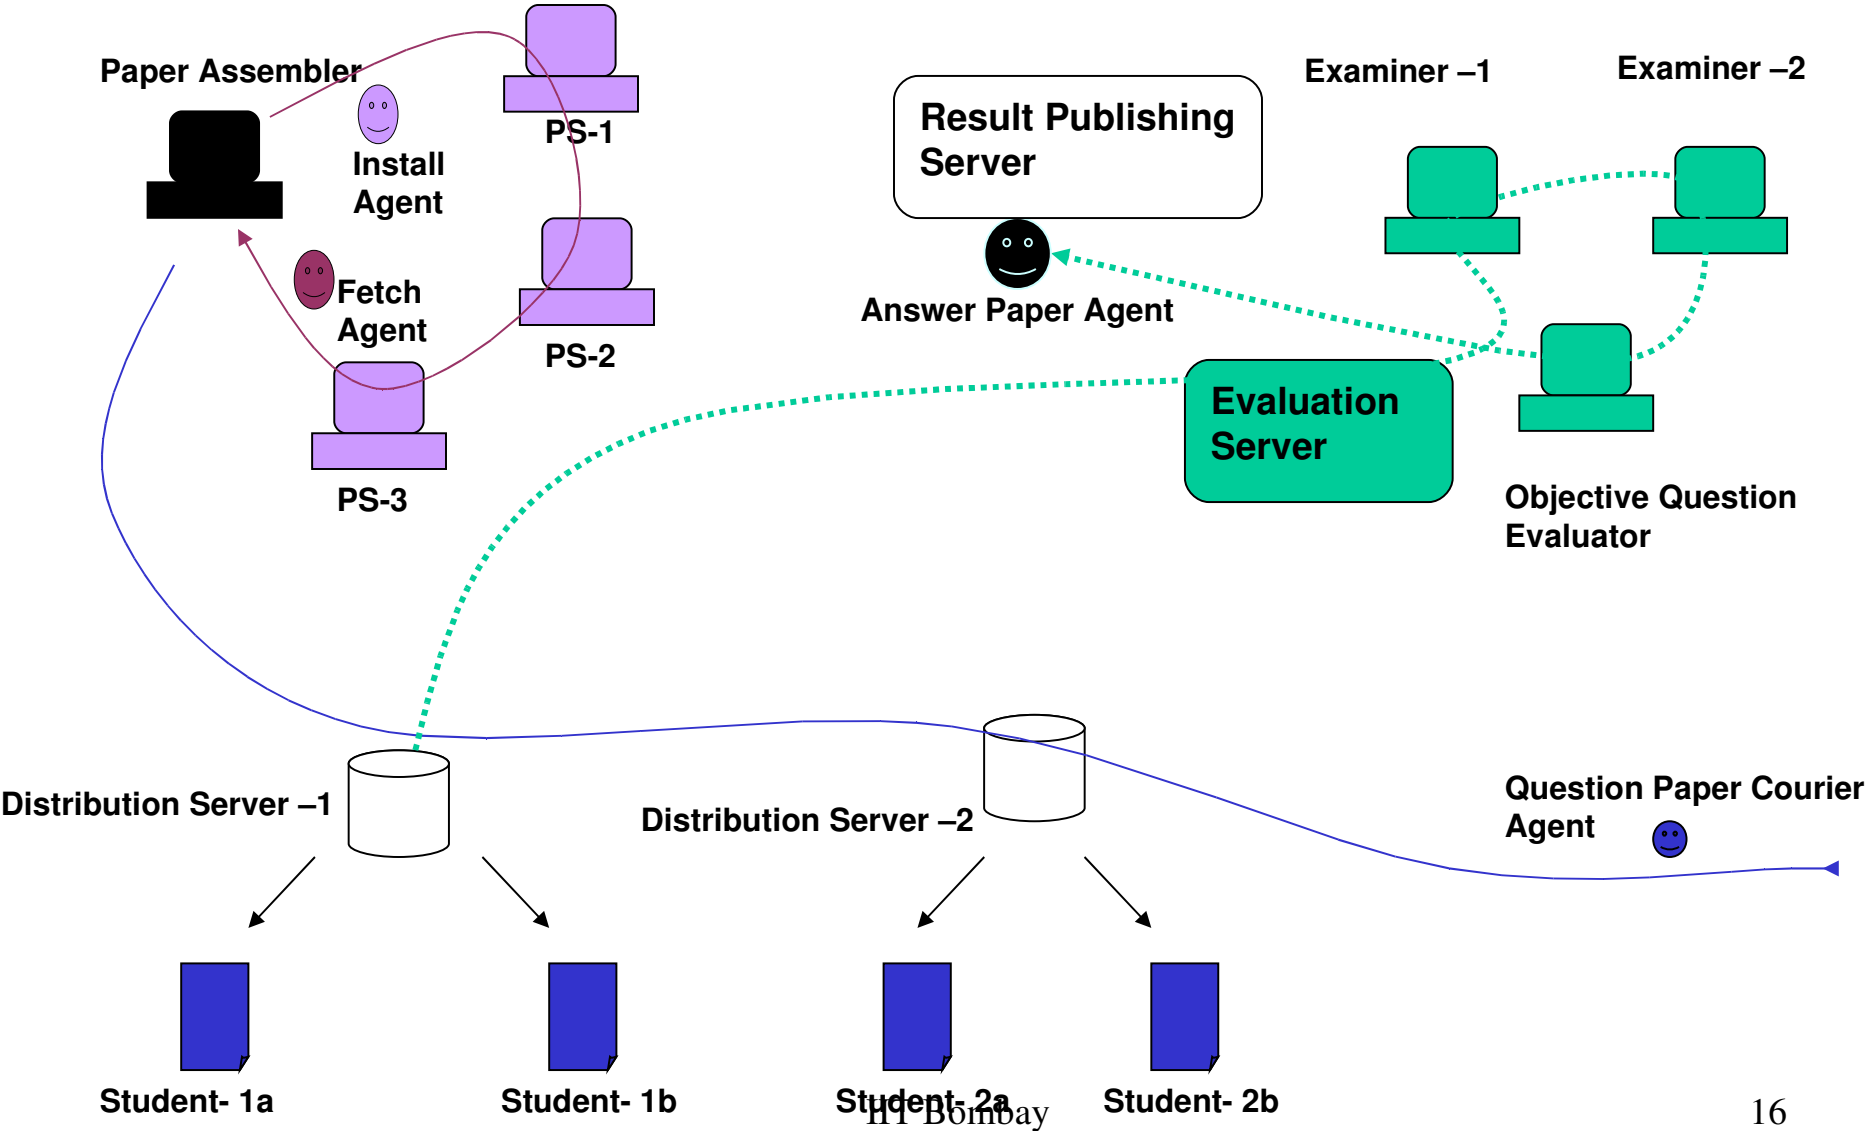 Paper Assembler
Install
Agent
PS-1
Fetch
Agent
PS-2
PS-3
Result Publishing
Server
Answer Paper Agent
Examiner –1
Examiner –2
Evaluation
Server
Objective Question
Evaluator
Distribution Server –1
Distribution Server –2
Question Paper Courier
Agent
Student- 1a
Student- 1b
Student- 2a
Student- 2b
IIT Bombay
16